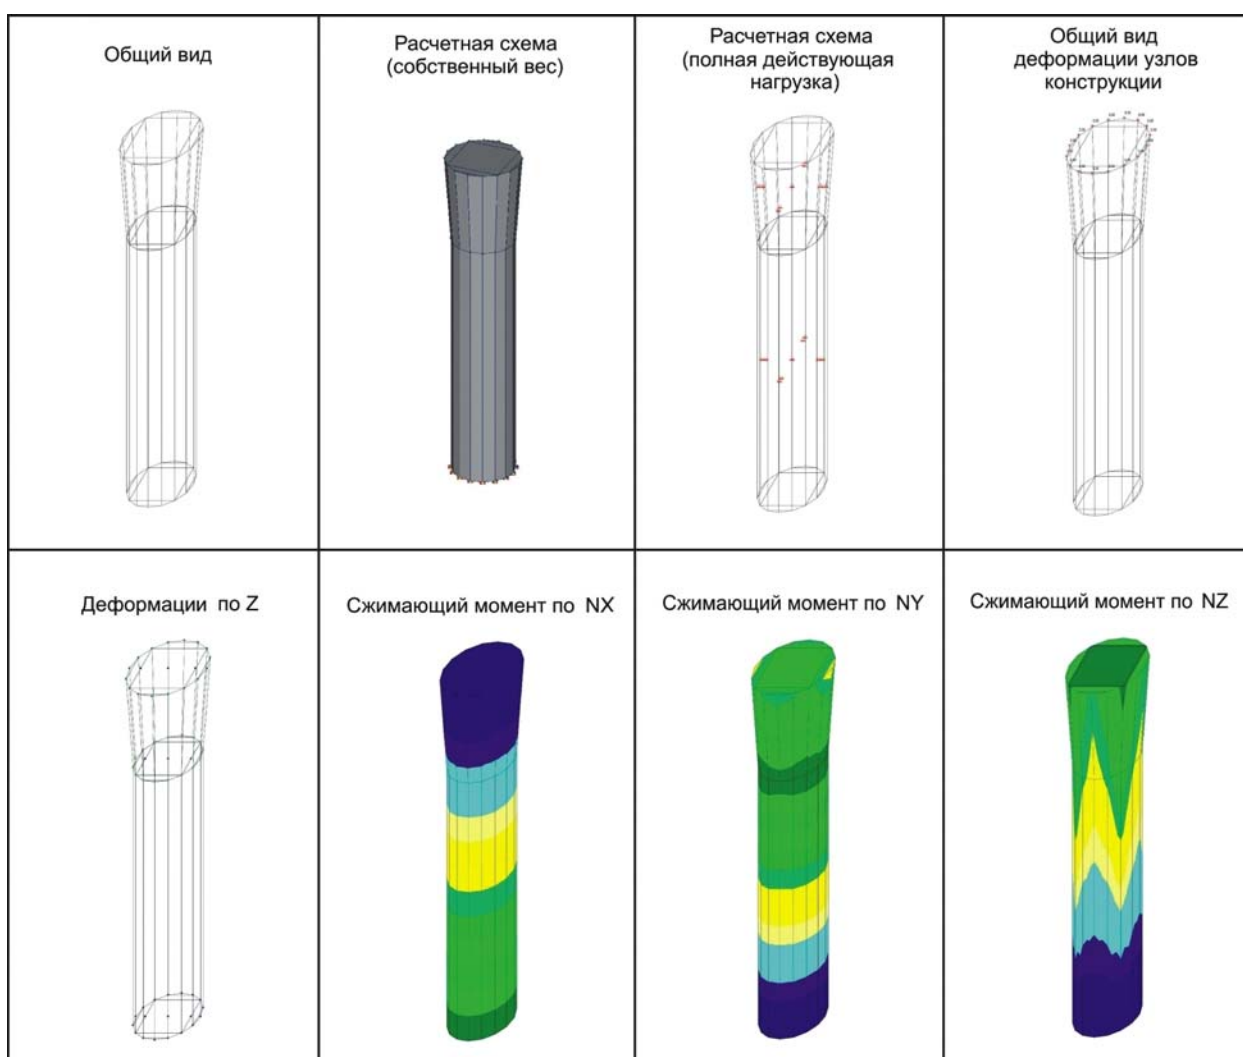 Общий вид
Расчетная схема
(собственный вес)
Расчетная схема
(полная действующая
нагрузка)
Общий вид
деформации узлов
конструкции
Деформации по Z
Сжимающий момент по NX
Сжимающий момент по NY
Сжимающий момент по NZ